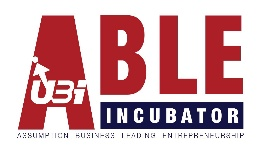 ABLE
UBI
INCUBATOR
ASSUMPTION BUSINESS LEADING ENTREPRENEURSHIP